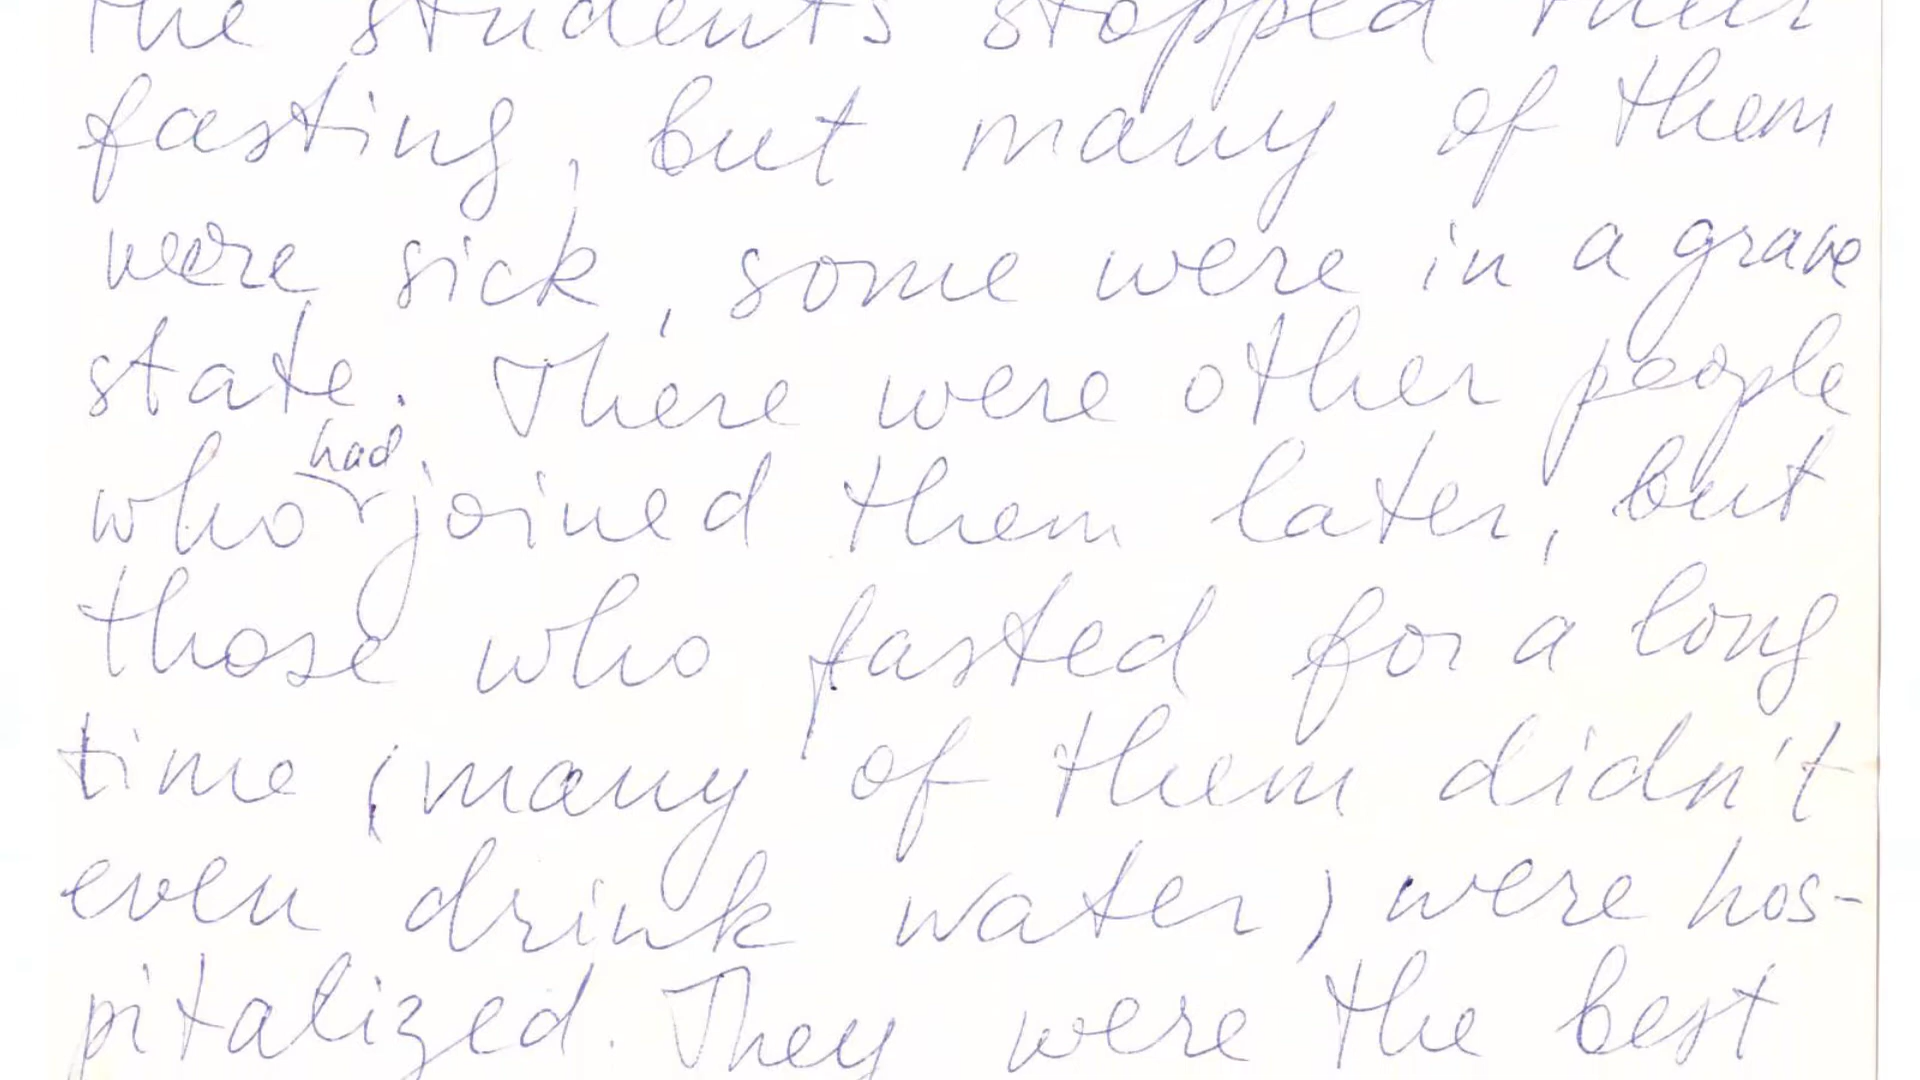 the students stopped their
fasting, but many of them
were sick, some were in a grave
state. There were other people
who had joined them later, but
those who fasted for a long
time (many of them didn't
even drink water) were hos-
pitalized. They were the best